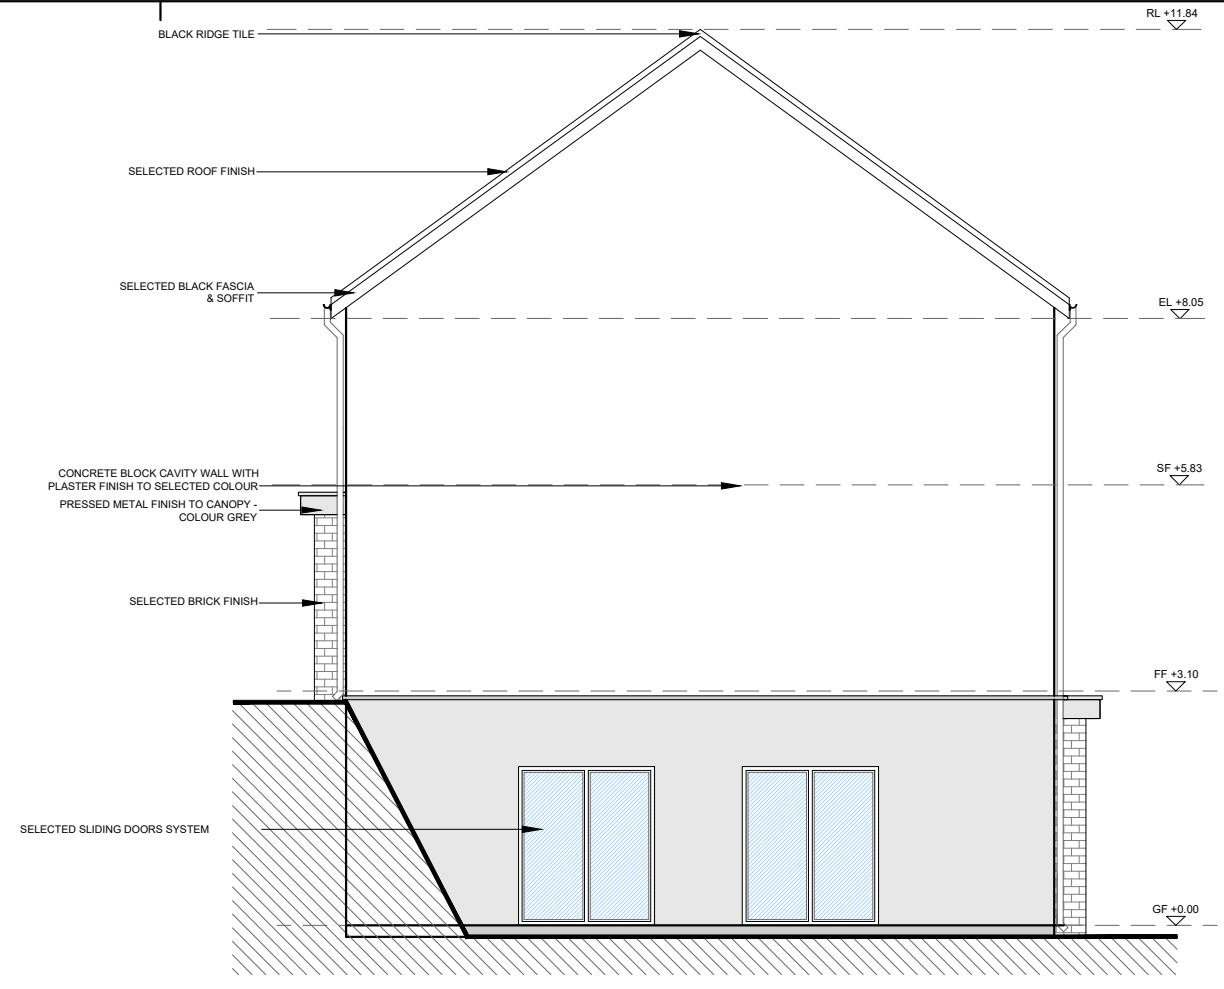 RL +11.84
BLACK RIDGE TILE
SELECTED ROOF FINISH
SELECTED BLACK FASCIA
& SOFFIT
EL +8.05
CONCRETE BLOCK CAVITY WALL WITH
PLASTER FINISH TO SELECTED COLOUR
SF +5.83
PRESSED METAL FINISH TO CANOPY -
COLOUR GREY
SELECTED BRICK FINISH
FF +3.10
SELECTED SLIDING DOORS SYSTEM
GF +0.00